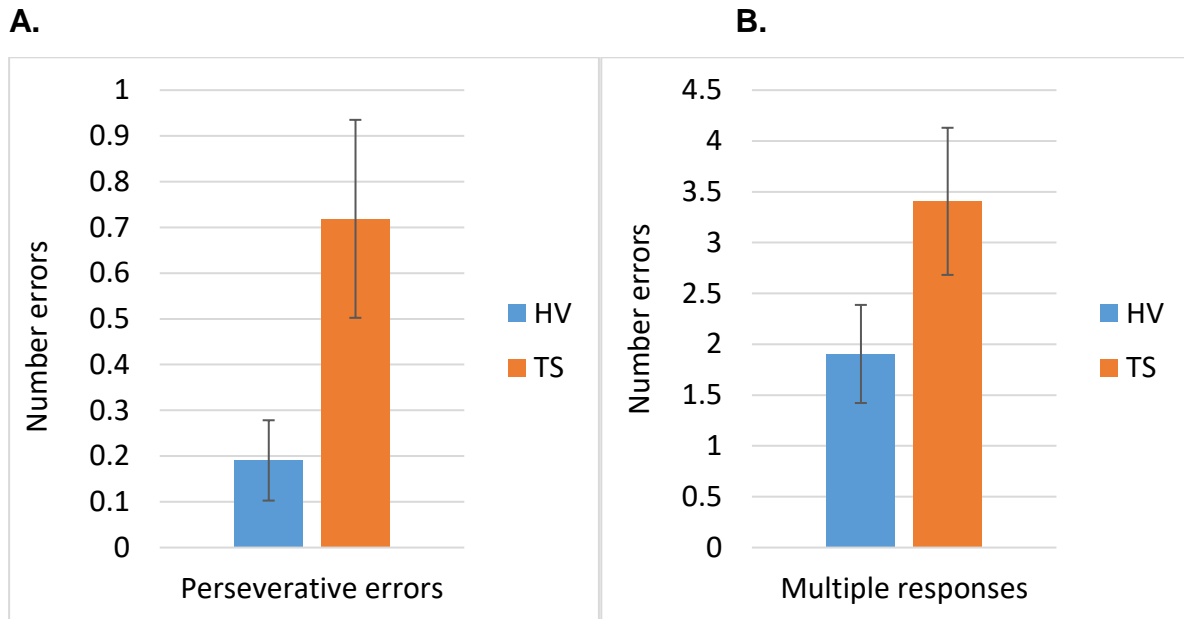 A.
B.
1
0.9
0.8
0.7
0.6
0.5
0.4
0.3
0.2
0.1
0
Number errors
Perseverative errors
HV
TS
4.5
4
3.5
3
2.5
2
1.5
1
0.5
0
Number errors
Multiple responses
HV
TS